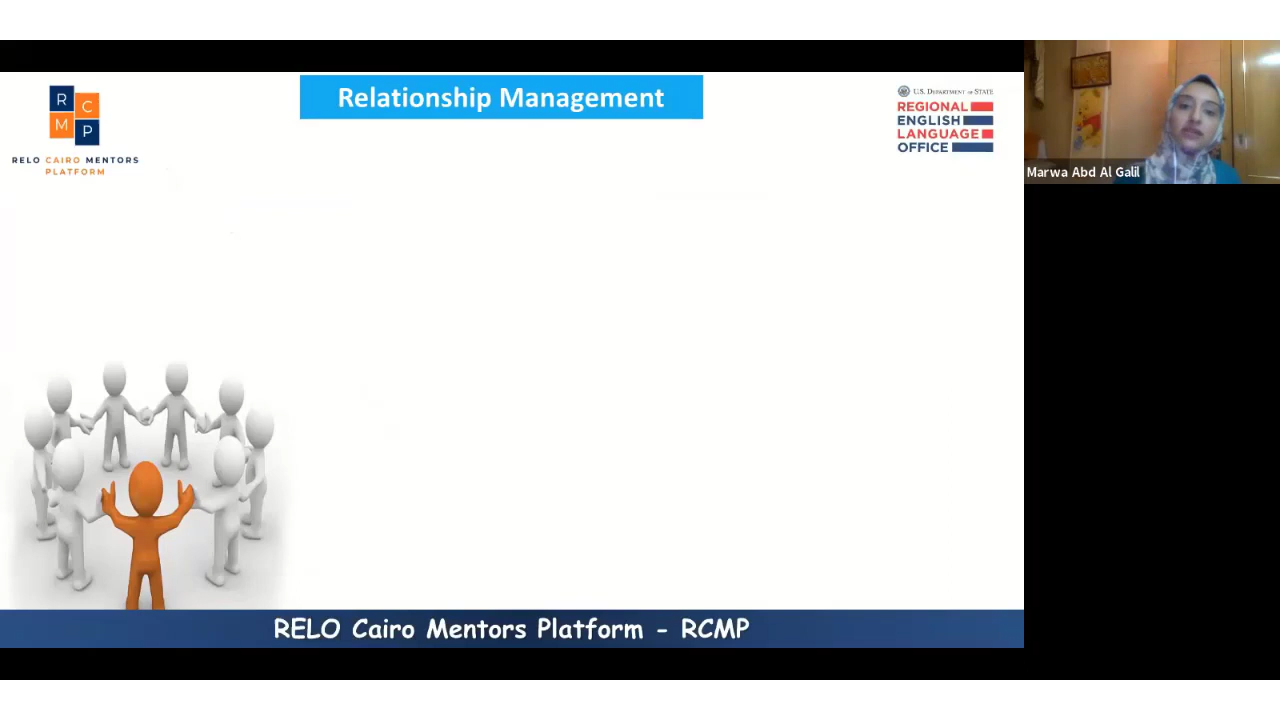 R
C
M
P
RELO CAIRO MENTORS
PLATFORM
Relationship Management
U.S. DEPARTMENT OF STATE
REGIONAL
ENGLISH
LANGUAGE
OFFICE
Marwa Abd Al Galil
RELO Cairo Mentors Platform - RCMP